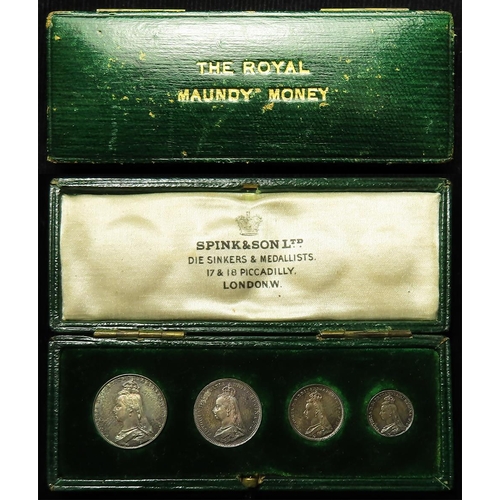 THE ROYAL
MAUNDY MONEY
SPINK & SON LTD
DIE SINKERS & MEDALLISTS.
17 & 18 PICCADILLY.
LONDON.W.